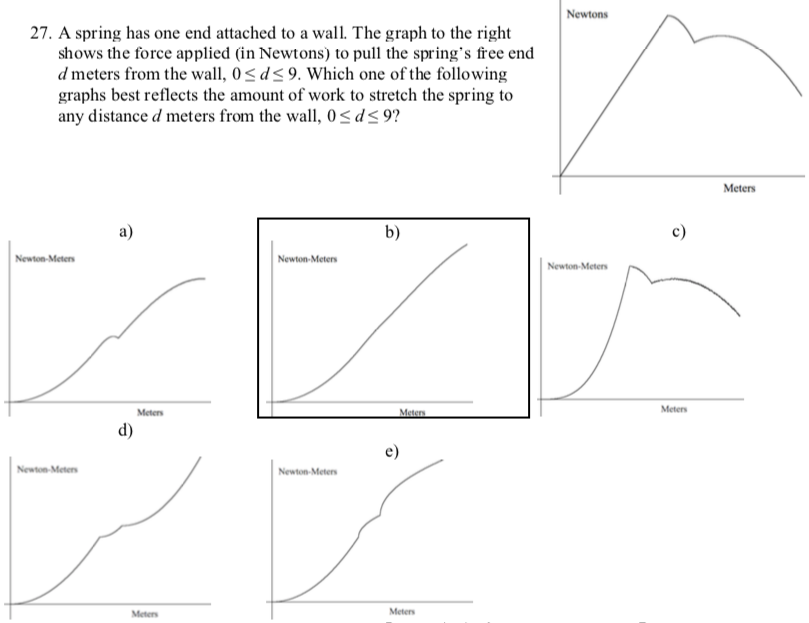 Newtons
27. A spring has one end attached to a wall. The graph to the right
shows the force applied (in Newtons) to pull the spring's free end
d meters from the wall, 0 ≤ d ≤ 9. Which one of the following
graphs best reflects the amount of work to stretch the spring to
any distance d meters from the wall, 0 ≤ d ≤ 9?
Meters
a)
b)
c)
Newton-Meters
Newton-Meters
Newton-Meters
Meters
Meters
Meters
d)
e)
Newton-Meters
Newton-Meters
Meters
Meters